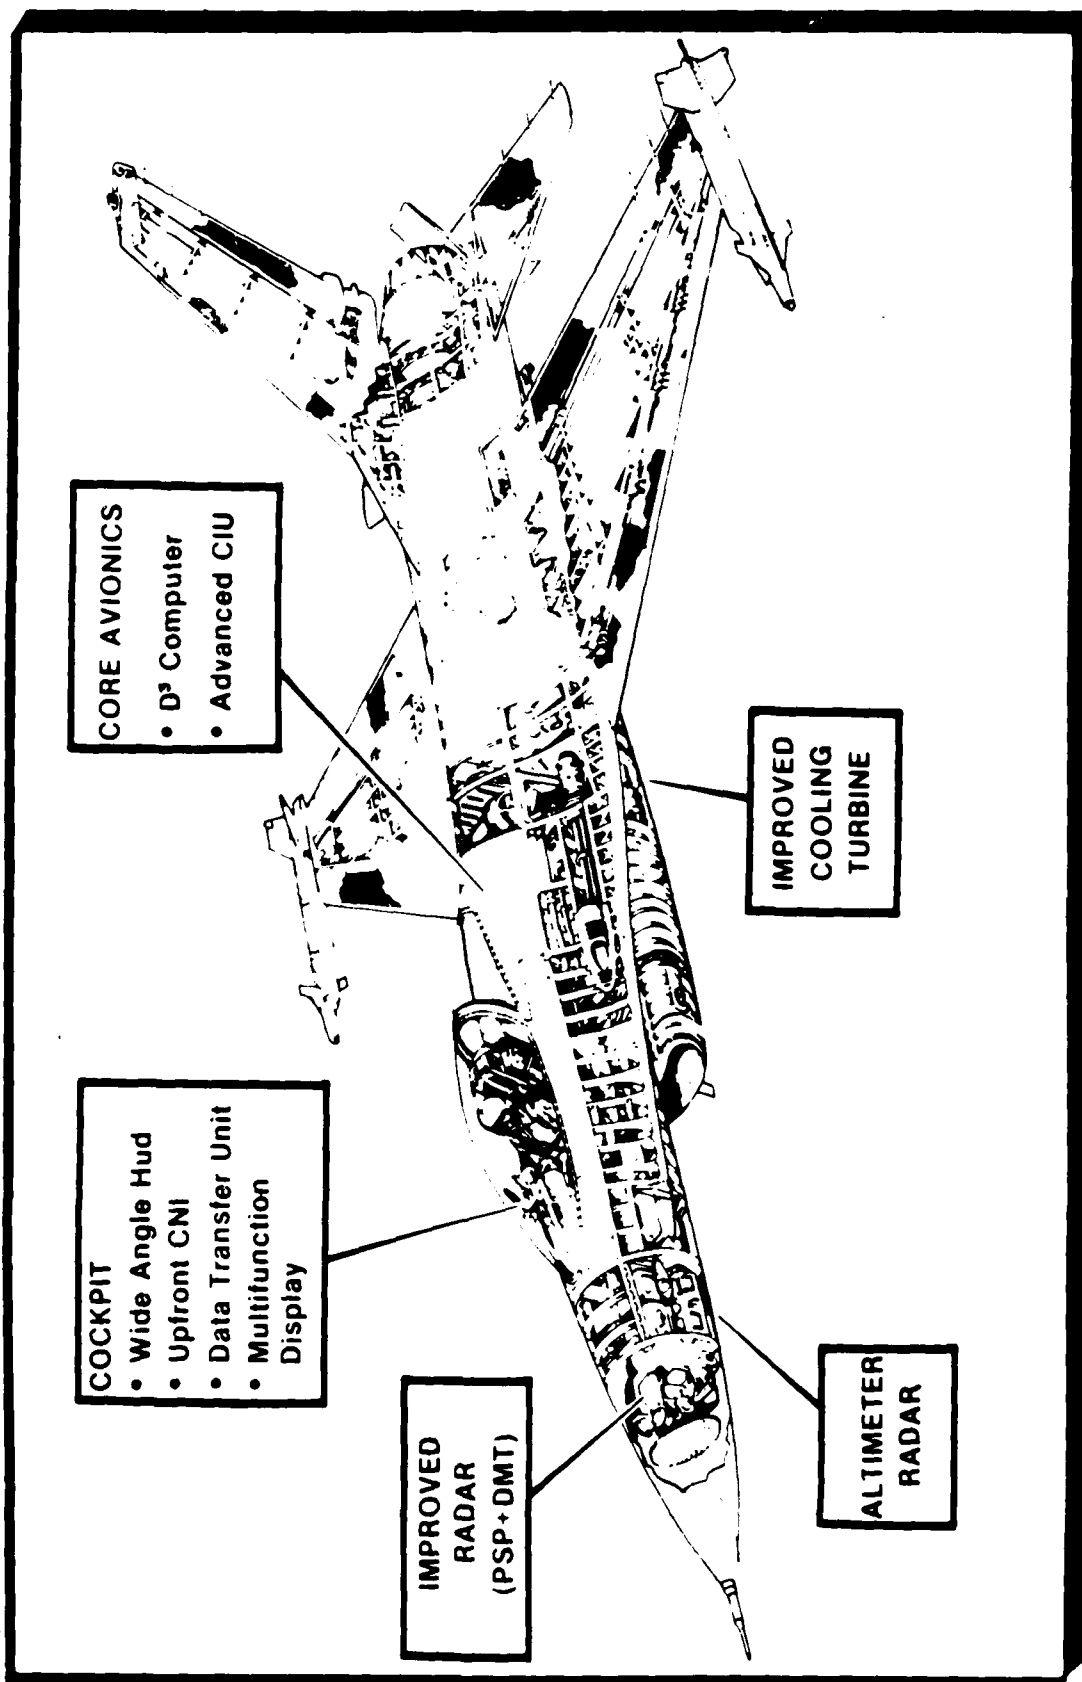 COCKPIT
• Wide Angle Hud
• Upfront CNI
• Data Transfer Unit
• Multifunction
Display
CORE AVIONICS
• D³ Computer
• Advanced CIU
IMPROVED
RADAR
(PSP+DMT)
ALTIMETER
RADAR
IMPROVED
COOLING
TURBINE